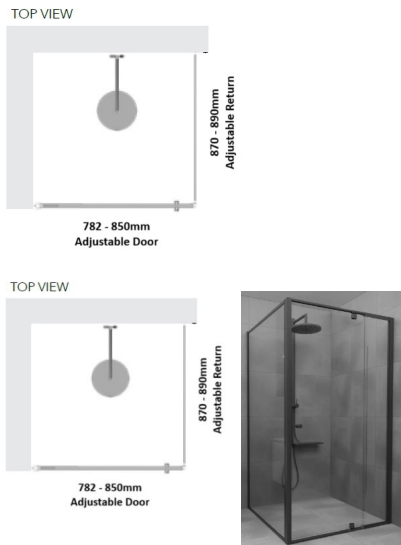 TOP VIEW
870 - 890mm
Adjustable Return
782 - 850mm
Adjustable Door
TOP VIEW
870 - 890mm
Adjustable Return
782 - 850mm
Adjustable Door